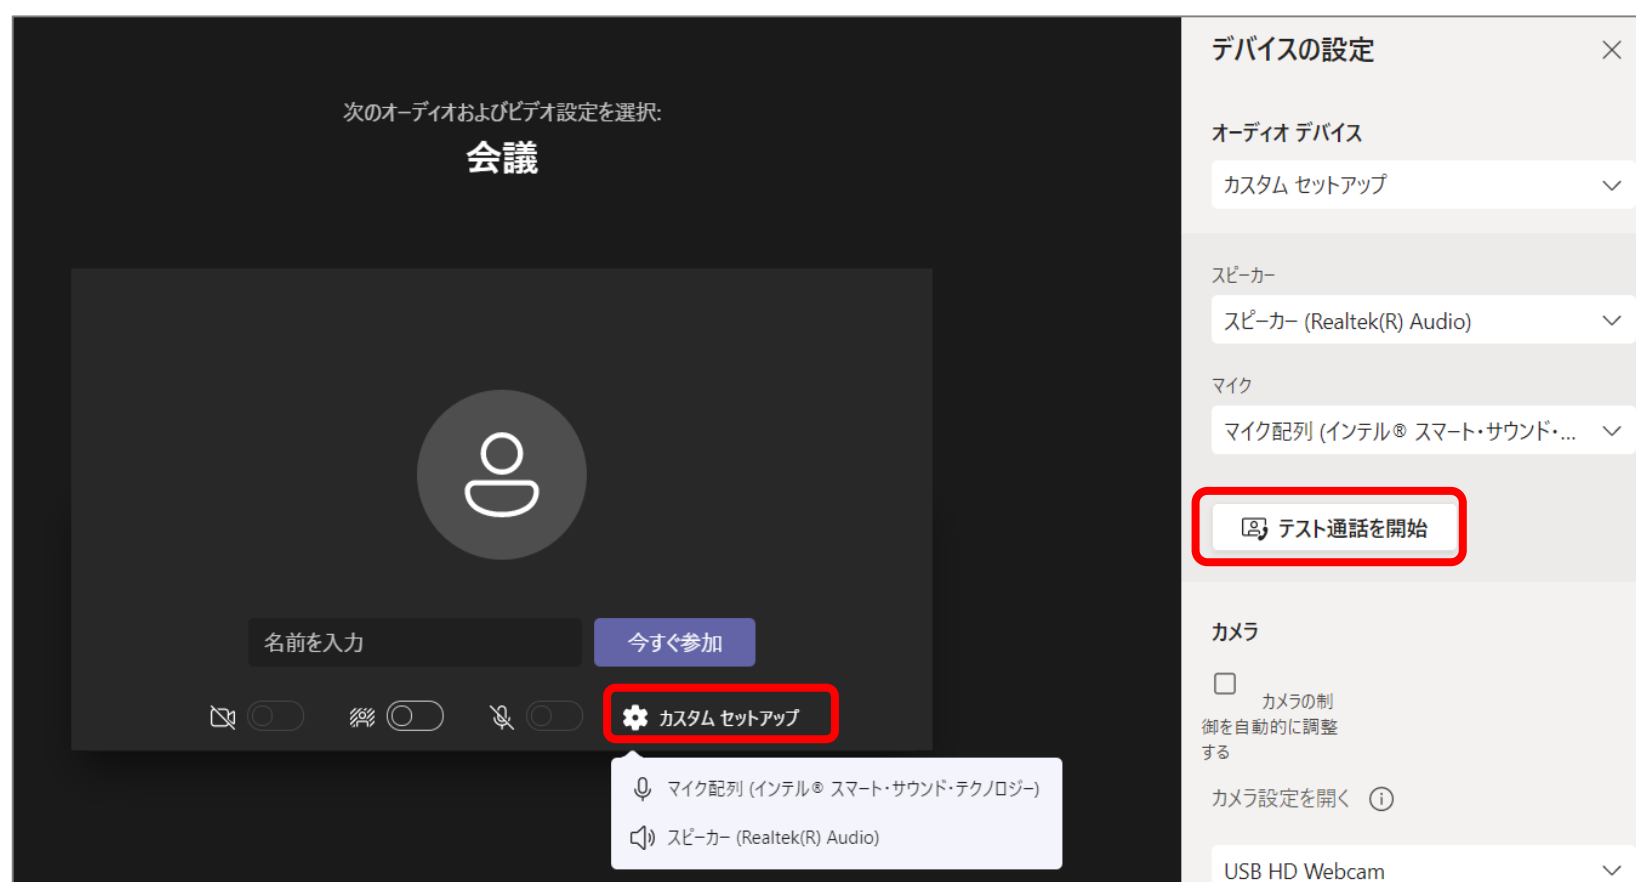 次のオーディオおよびビデオ設定を選択:
会議
名前を入力
今すぐ参加
カスタム セットアップ
マイク配列 (インテル® スマート・サウンド・テクノロジー)
スピーカー (Realtek(R) Audio)
デバイスの設定
オーディオ デバイス
カスタム セットアップ
スピーカー
スピーカー (Realtek(R) Audio)
マイク
マイク配列 (インテル® スマート・サウンド・...
テスト通話を開始
カメラ
カメラの制
御を自動的に調整
する
カメラ設定を開く
USB HD Webcam